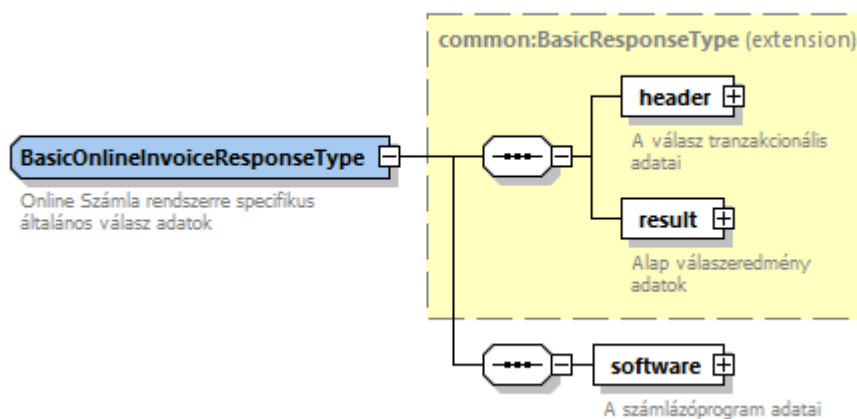 common:BasicResponseType (extension)
header
A válasz tranzakcionális
adatai
BasicOnlineInvoiceResponseType
Online Számla rendszerre specifikus
általános válasz adatok
result
Alap válaszeredmény
adatok
software
A számlázóprogram adatai